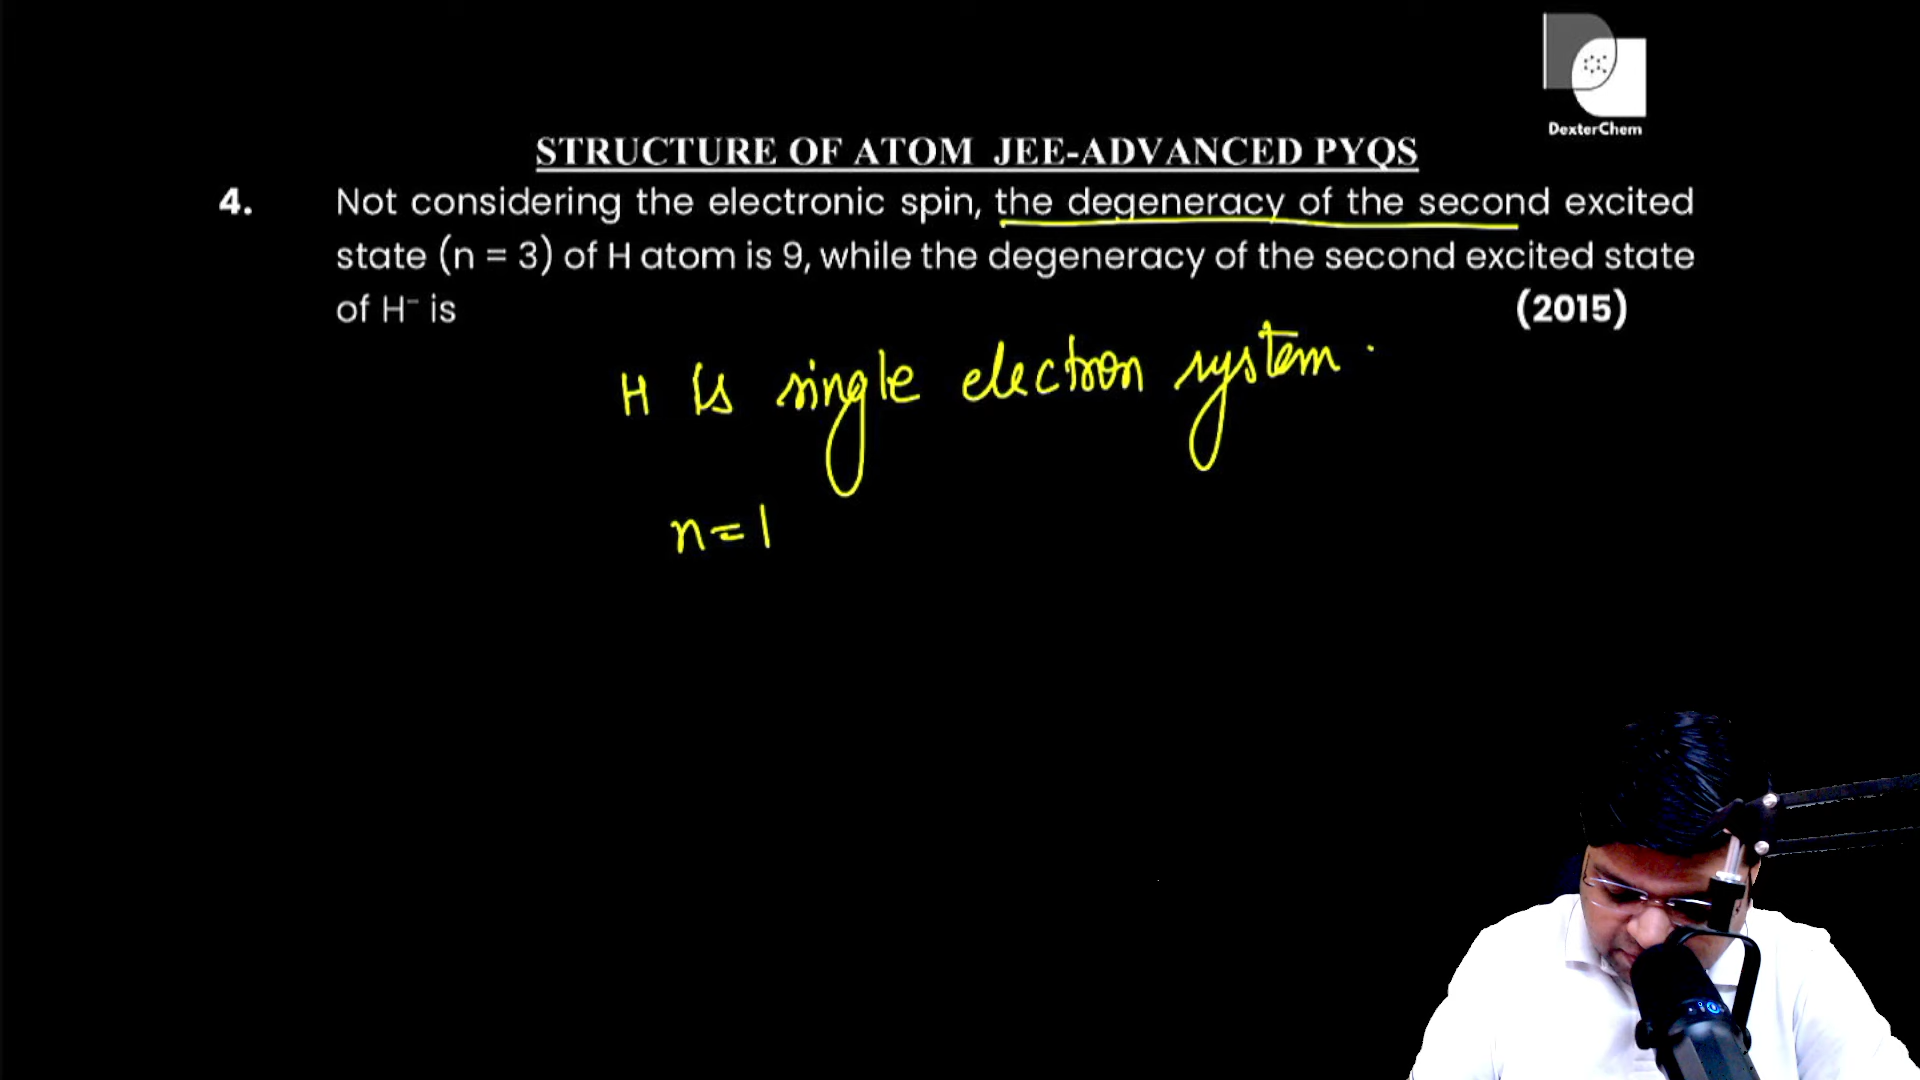 DexterChem
STRUCTURE OF ATOM JEE-ADVANCED PYQS
4. Not considering the electronic spin, the degeneracy of the second excited
state (n = 3) of H atom is 9, while the degeneracy of the second excited state
of H⁻ is (2015)
H is single electron system.
n=1